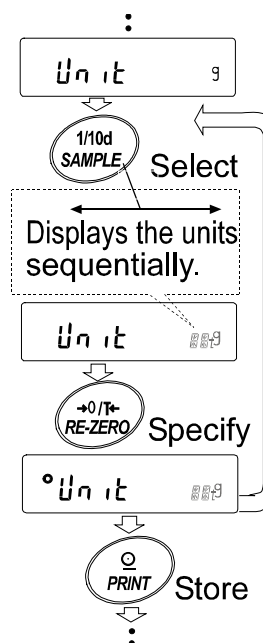 Unit g
1/10d
SAMPLE
Select
Displays the units
sequentially.
Unit g
→0/T←
RE-ZERO
Specify
Unit g
PRINT
Store